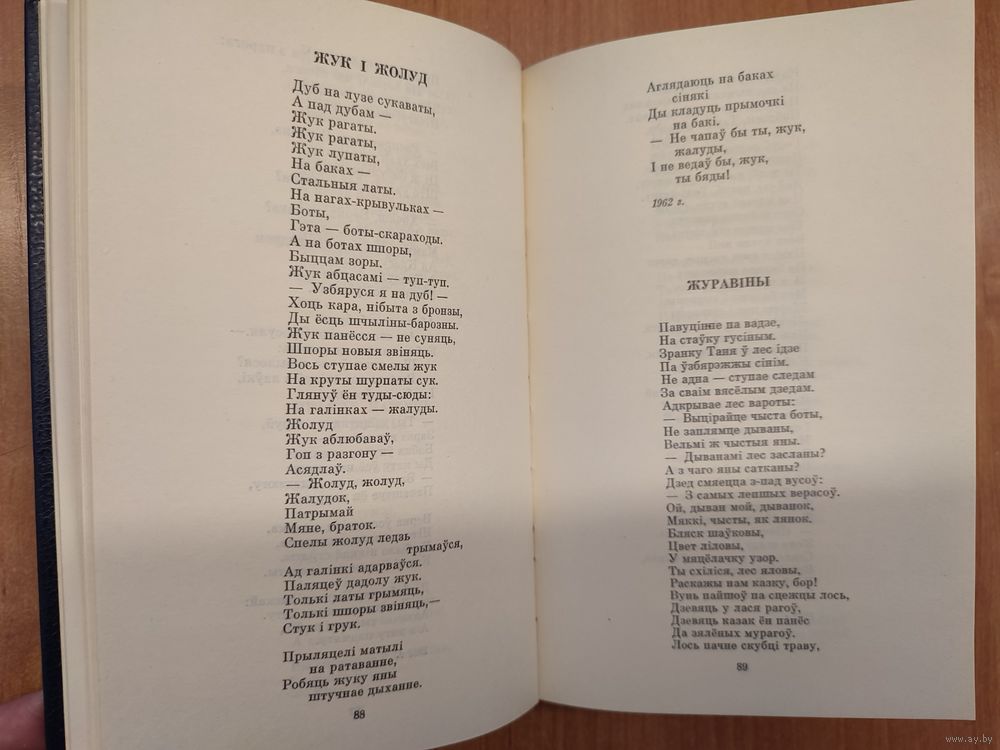 ЖУК І ЖОЛУД
Дуб на лузе сукаваты,
А пад дубам —
Жук рагаты.
Жук рагаты,
Жук лупаты,
На баках —
Стальныя латы.
На нагах-крывульках —
Боты,
Гэта — боты-скараходы.
А на ботах шпоры,
Быццам зоры.
Жук абцасамі — туп-туп.
— Узбяруся я на дуб! —
Хоць кара, нібыта з бронзы,
Ды ёсць шчыліны-барозны.
Жук панёсся — не суняць,
Шпоры новыя звіняць.
Вось ступае смелы жук
На круты шурпаты сук.
Глянуў ён туды-сюды:
На галінках — жалуды.
Жолуд
Жук аблюбаваў,
Гоп з разгону —
Асядлаў.
— Жолуд, жолуд,
Жалудок,
Патрымай
Мяне, браток.
Спелы жолуд ледзь
трымаўся,
Ад галінкі адарваўся.
Паляцеў дадолу жук.
Толькі латы грымяць,
Толькі шпоры звіняць,—
Стук і грук.
Прыляцелі матылі
на ратаванне,
Робяць жуку яны
штучнае дыханне.
88
Аглядаюць на баках
сінякі
Ды кладуць прымочкі
на бакі.
— Не чапаў бы ты, жук,
жалуды,
І не ведаў бы, жук,
ты бяды!
1962 г.
ЖУРАВІНЫ
Павуцінне па вадзе,
На стаўку гусіным.
Зранку Таня ў лес ідзе
Па ўзбярэжжы сінім.
Не адна — ступае следам
За сваім вясёлым дзедам.
Адкрывае лес вароты:
— Выцірайце чыста боты,
Не заплямце дываны,
Вельмі ж чыстыя яны.
— Дыванамі лес засланы?
А з чаго яны сатканы?
Дзед смяецца з-пад вусоў:
— З самых лепшых верасоў.
Ой, дыван мой, дыванок,
Мяккі, чысты, як лянок.
Бляск шаўковы,
Цвет ліловы,
У мяцёлачку узор.
Ты схіліся, лес яловы,
Раскажы нам казку, бор!
Вунь пайшоў па сцежцы лось,
Дзевяць у лася рагоў,
Дзевяць казак ён панёс
Да зялёных мурагоў.
Лось пачне скубці траву,
89
www.ay.by